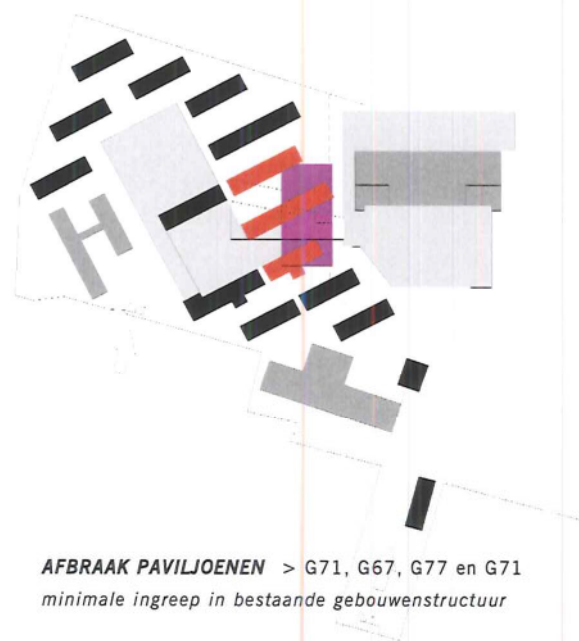 AFBRAAK PAVILJOENEN > G71, G67, G77 en G71
minimale ingreep in bestaande gebouwenstructuur